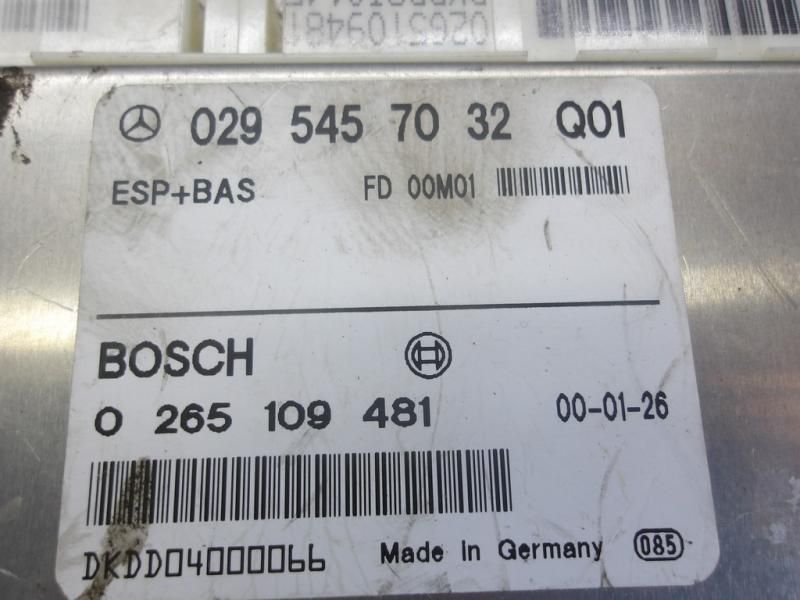 0265109481
029 545 70 32 Q01
ESP+BAS FD 00M01
BOSCH
0 265 109 481 00-01-26
DKDD04000066 Made In Germany 085